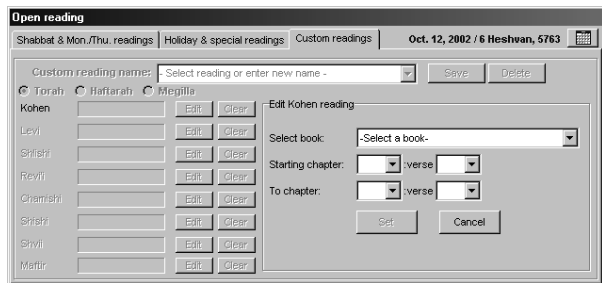 Open reading
Shabbat & Mon./Thu. readings Holiday & special readings Custom readings Oct. 12, 2002 / 6 Heshvan, 5763
Custom reading name: - Select reading or enter new name - Save Delete
Torah Haftarah Megilla
Kohen Edit Clear
Levi Edit Clear
Shlishi Edit Clear
Revi'i Edit Clear
Chamishi Edit Clear
Shishi Edit Clear
Shvii Edit Clear
Maftir Edit Clear
Edit Kohen reading
Select book: -Select a book-
Starting chapter: :verse
To chapter: :verse
Set Cancel